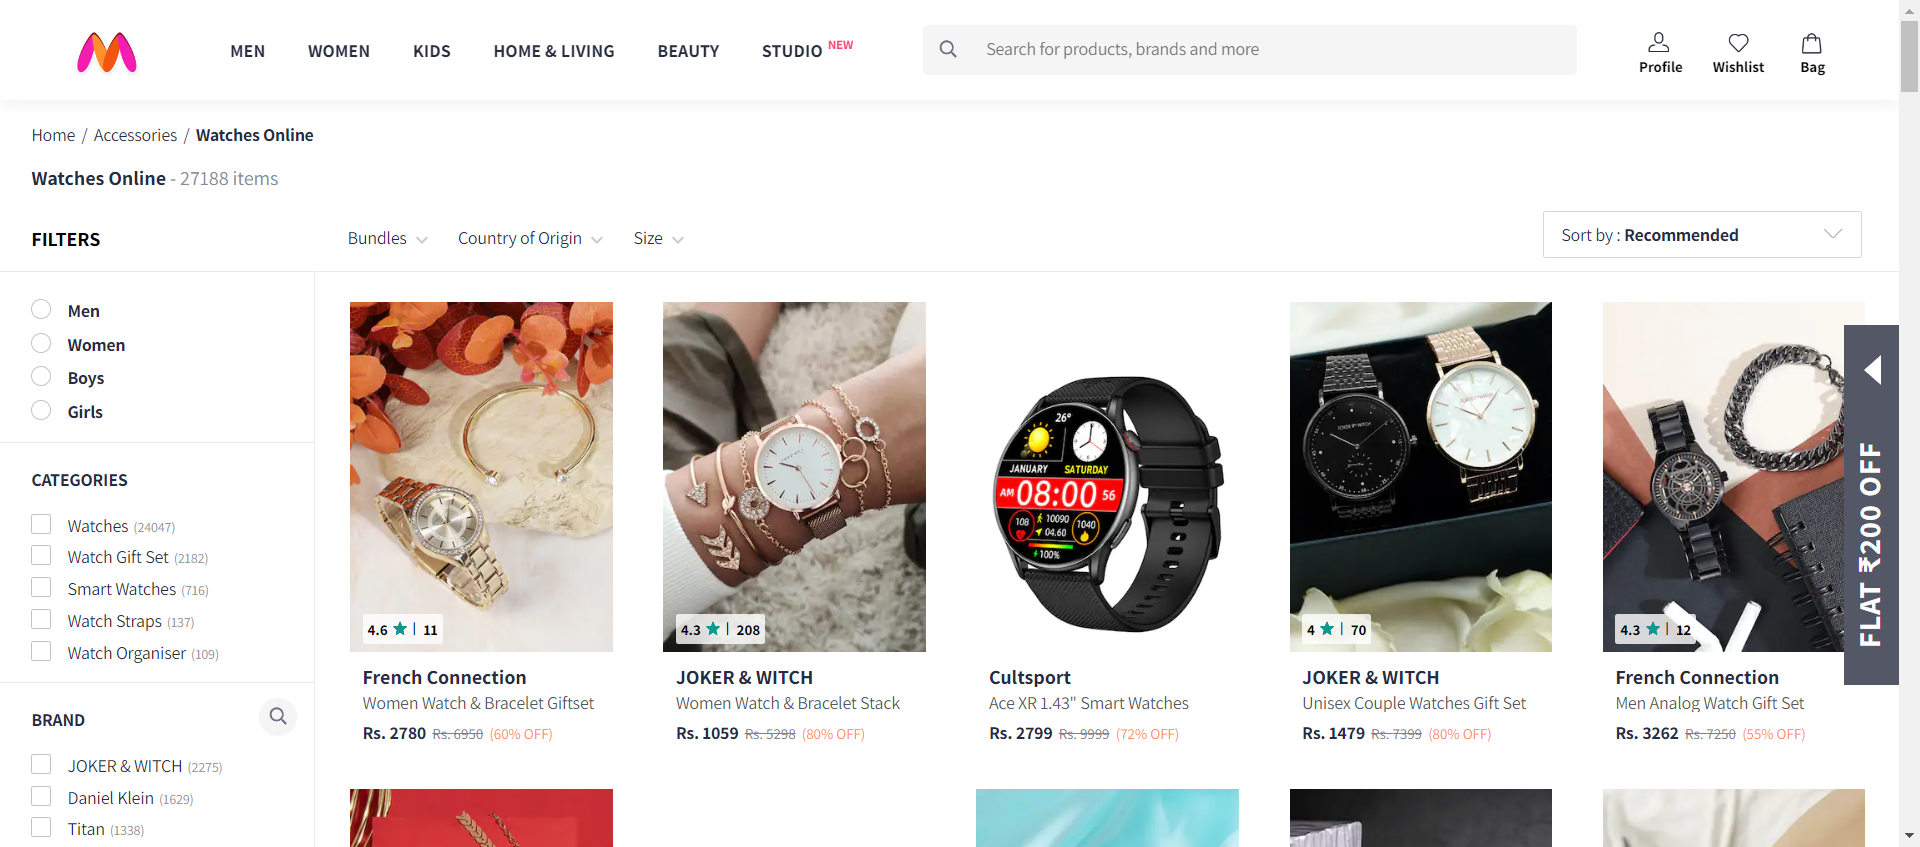 MEN WOMEN KIDS HOME & LIVING BEAUTY STUDIO NEW
Search for products, brands and more
Profile Wishlist Bag
Home / Accessories / Watches Online
Watches Online - 27188 items
FILTERS
Bundles Country of Origin Size
Sort by : Recommended
Men
Women
Boys
Girls
CATEGORIES
Watches (24047)
Watch Gift Set (2182)
Smart Watches (716)
Watch Straps (137)
Watch Organiser (109)
BRAND
JOKER & WITCH (2275)
Daniel Klein (1629)
Titan (1338)
4.6 | 11
French Connection
Women Watch & Bracelet Giftset
Rs. 2780 Rs. 6950 (60% OFF)
4.3 | 208
JOKER & WITCH
Women Watch & Bracelet Stack
Rs. 1059 Rs. 5298 (80% OFF)
26°
JANUARY SATURDAY
AM 08:00 56
108 10090 1040
04.60
100%
Cultsport
Ace XR 1.43" Smart Watches
Rs. 2799 Rs. 9999 (72% OFF)
JOKER & WITCH
4 | 70
JOKER & WITCH
Unisex Couple Watches Gift Set
Rs. 1479 Rs. 7399 (80% OFF)
4.3 | 12
French Connection
Men Analog Watch Gift Set
Rs. 3262 Rs. 7250 (55% OFF)
FLAT ₹200 OFF